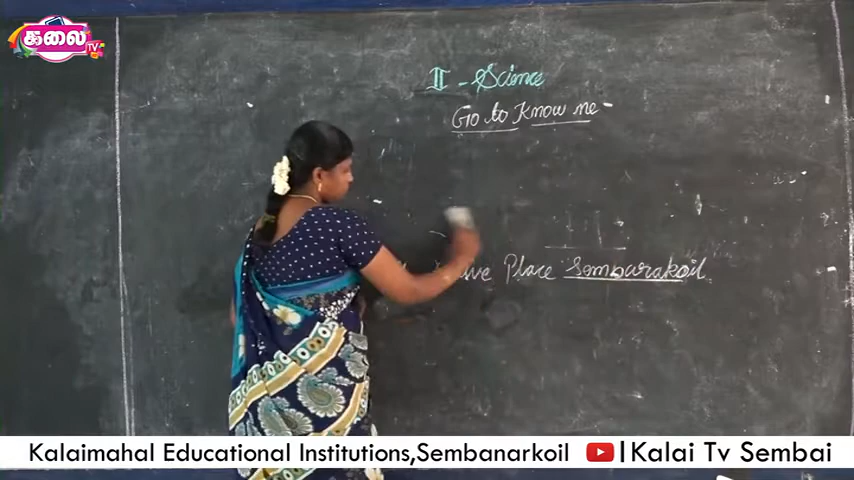 கலை TV
II - Science
Go to Know me
Place Sembarakoil
Kalaimahal Educational Institutions,Sembanarkoil |Kalai Tv Sembai